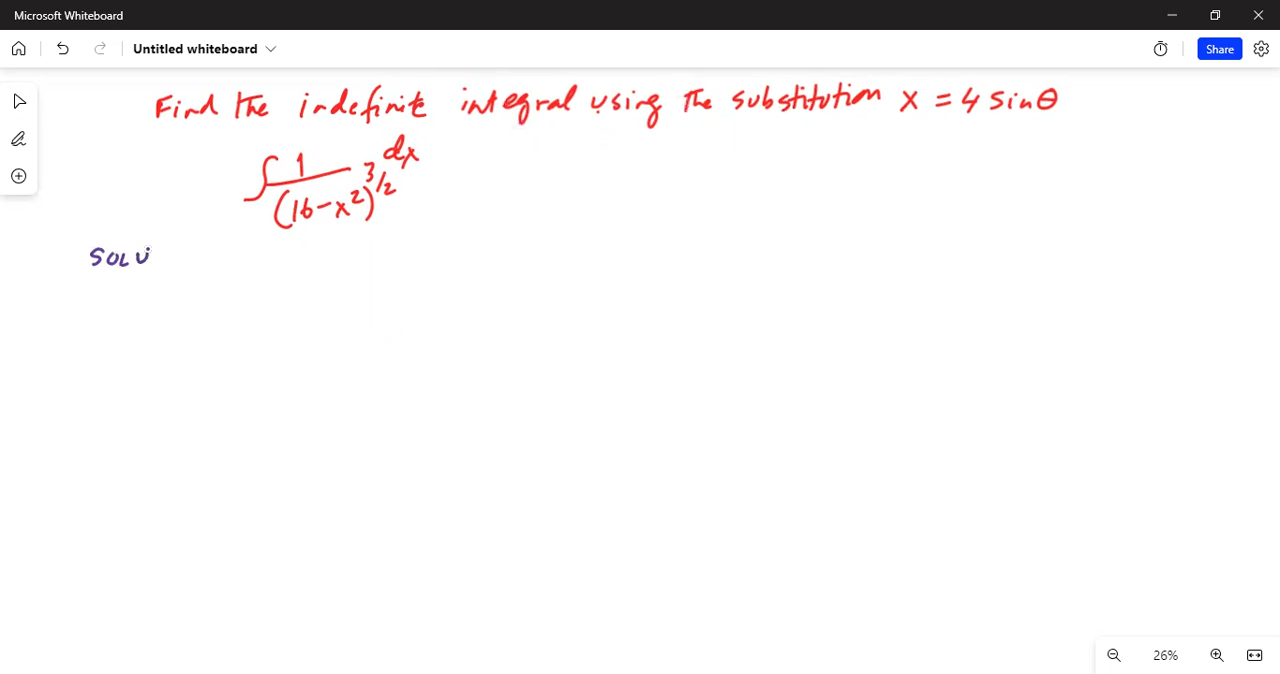 Microsoft Whiteboard
Untitled whiteboard
Share
Find the indefinite integral using the substitution x = 4 sinθ
∫ 1/(16-x²)^3/2 dx
SOLU
26%